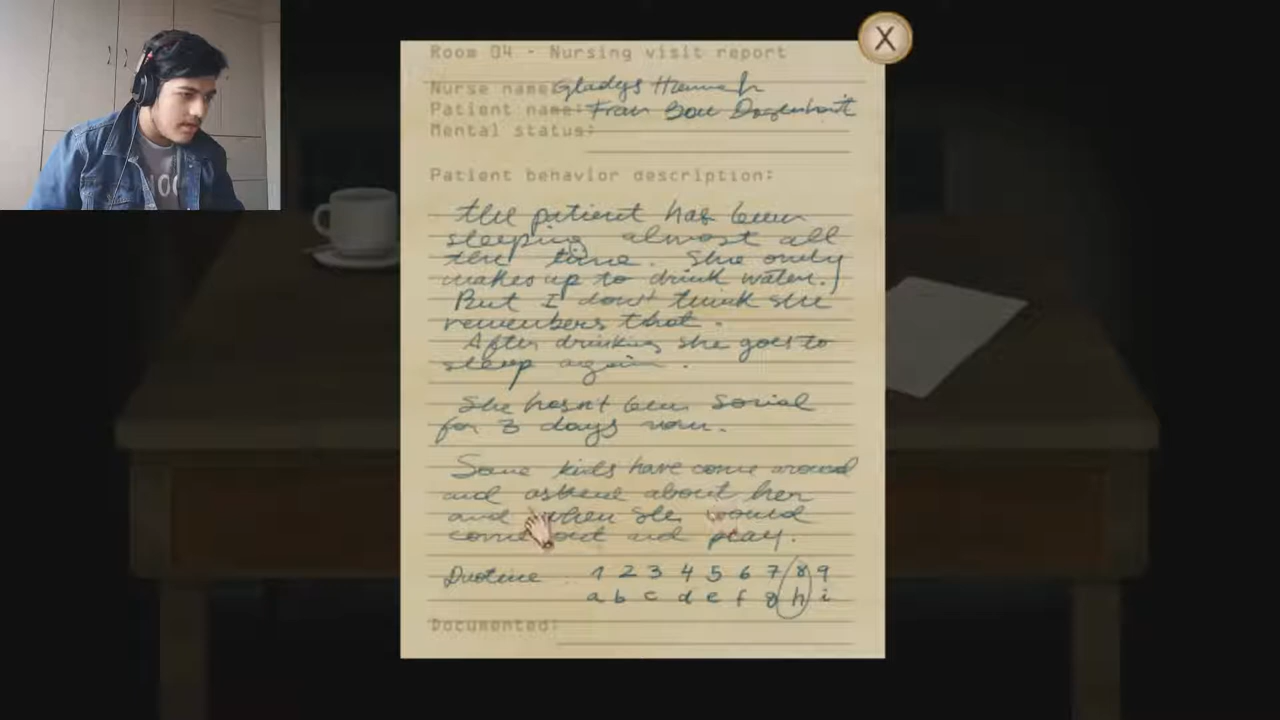 X
Room 04 - Nursing visit report
Nurse name: Gladys
Patient name: Fran Bow Dagenhart
Mental status:
Patient behavior description:
The patient has been
sleeping almost all
the time. She only
wakes up to drink water.
But I don't think she
remembers that.
After drinking she goes to
sleep again.
She hasn't been social
for 3 days now.
Some kids have come around
and asked about her
and when she would
come out and play.
Duotine 1 2 3 4 5 6 7 8 9
a b c d e f g h i
Documented: